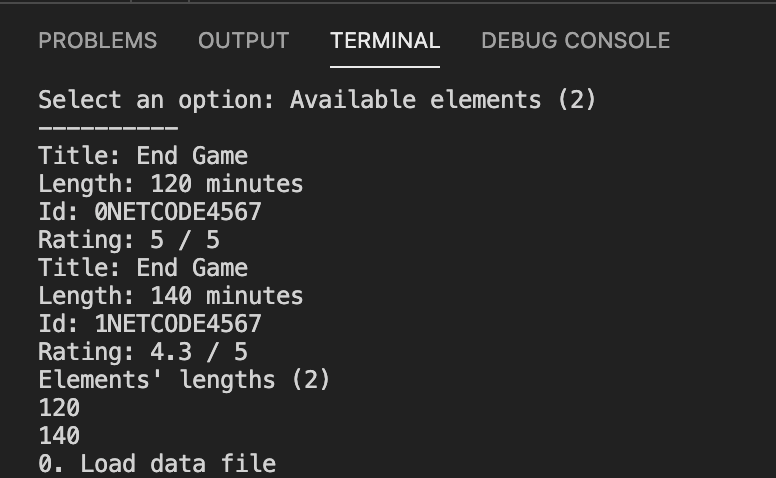 PROBLEMS OUTPUT TERMINAL DEBUG CONSOLE
Select an option: Available elements (2)
----------
Title: End Game
Length: 120 minutes
Id: 0NETCODE4567
Rating: 5 / 5
Title: End Game
Length: 140 minutes
Id: 1NETCODE4567
Rating: 4.3 / 5
Elements' lengths (2)
120
140
0. Load data file